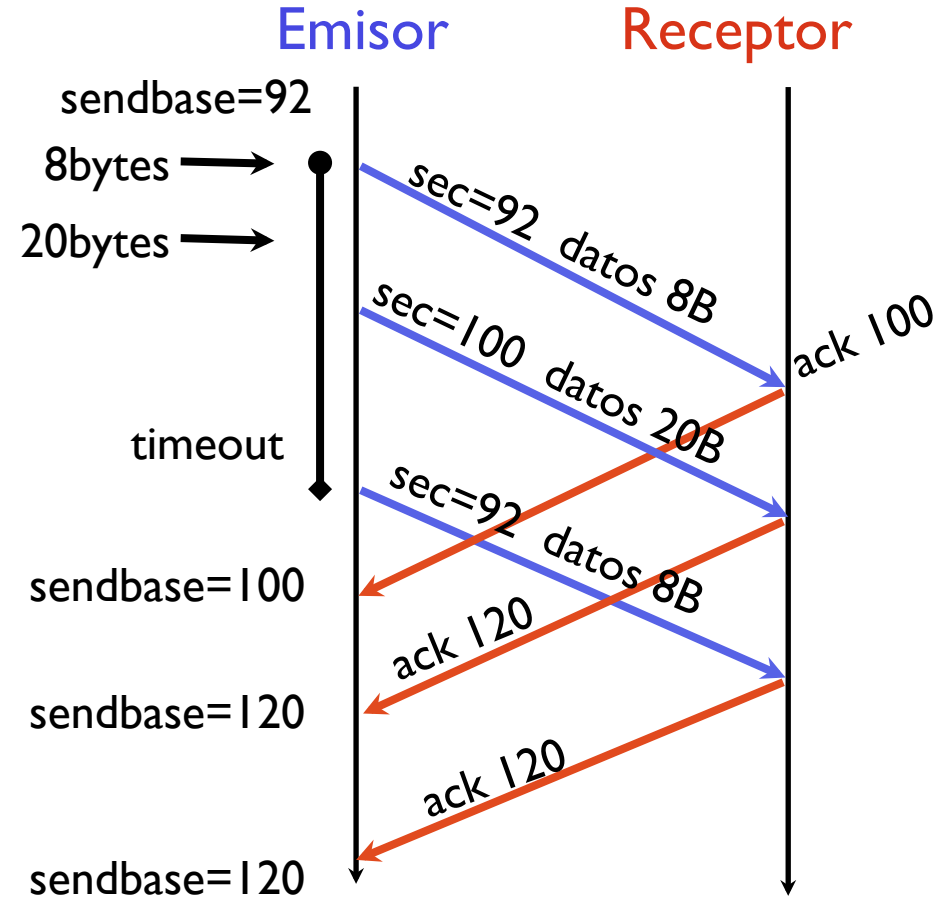 Emisor
Receptor
sendbase=92
8bytes
sec=92 datos 8B
20bytes
sec=100 datos 20B
ack 100
timeout
sec=92 datos 8B
sendbase=100
ack 120
sendbase=120
ack 120
sendbase=120